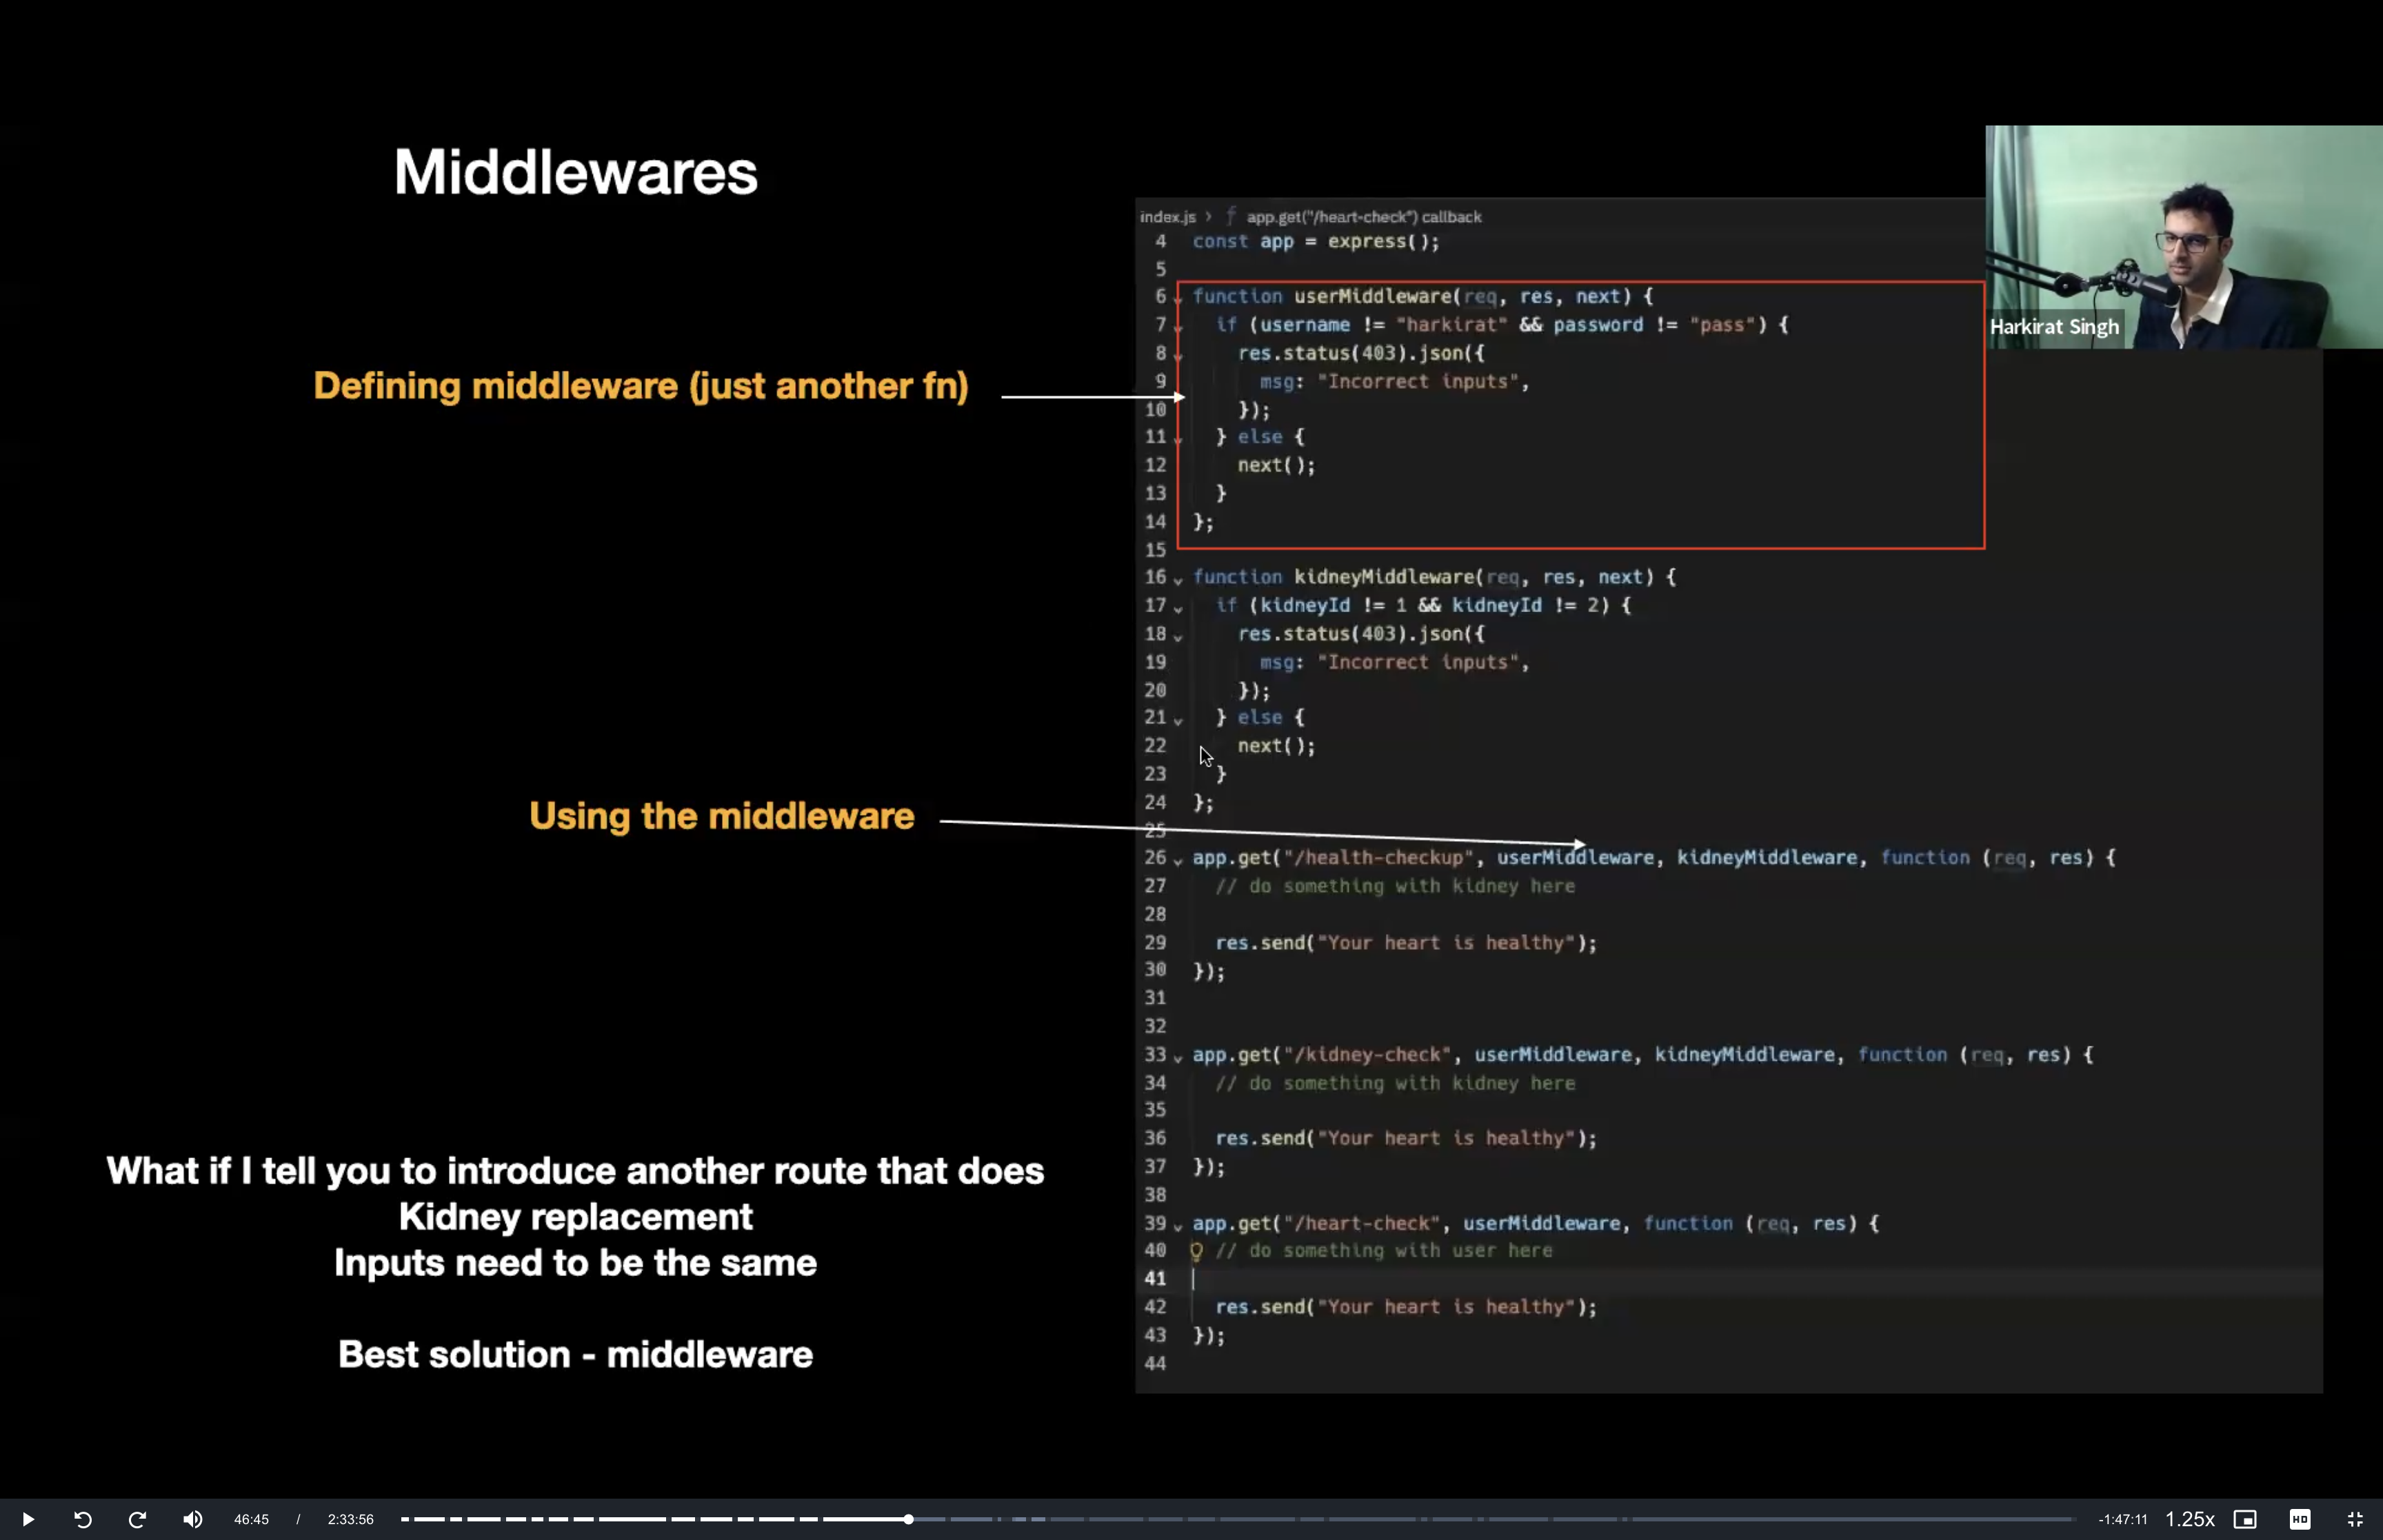 Middlewares
Harkirat Singh
Defining middleware (just another fn)
Using the middleware
What if I tell you to introduce another route that does
Kidney replacement
Inputs need to be the same
Best solution - middleware
index.js › f app.get("/heart-check") callback
4 const app = express();
5
6 function userMiddleware(req, res, next) {
7 if (username != "harkirat" && password != "pass") {
8 res.status(403).json({
9 msg: "Incorrect inputs",
10 });
11 } else {
12 next();
13 }
14 };
15
16 function kidneyMiddleware(req, res, next) {
17 if (kidneyId != 1 && kidneyId != 2) {
18 res.status(403).json({
19 msg: "Incorrect inputs",
20 });
21 } else {
22 next();
23 }
24 };
25
26 app.get("/health-checkup", userMiddleware, kidneyMiddleware, function (req, res) {
27 // do something with kidney here
28
29 res.send("Your heart is healthy");
30 });
31
32
33 app.get("/kidney-check", userMiddleware, kidneyMiddleware, function (req, res) {
34 // do something with kidney here
35
36 res.send("Your heart is healthy");
37 });
38
39 app.get("/heart-check", userMiddleware, function (req, res) {
40 // do something with user here
41
42 res.send("Your heart is healthy");
43 });
44
46:45 / 2:33:56 -1:47:11 1.25x HD